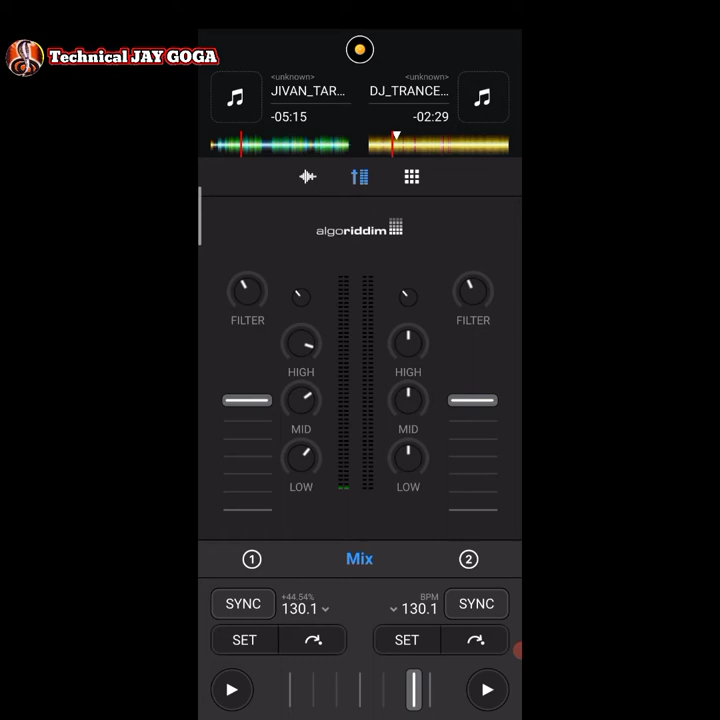 Technical JAY GOGA
<unknown>
JIVAN_TAR...
-05:15
<unknown>
DJ_TRANCE...
-02:29
algoriddim
FILTER
FILTER
HIGH
HIGH
MID
MID
LOW
LOW
1
Mix
2
SYNC
+44.54%
130.1
BPM
130.1
SYNC
SET
SET